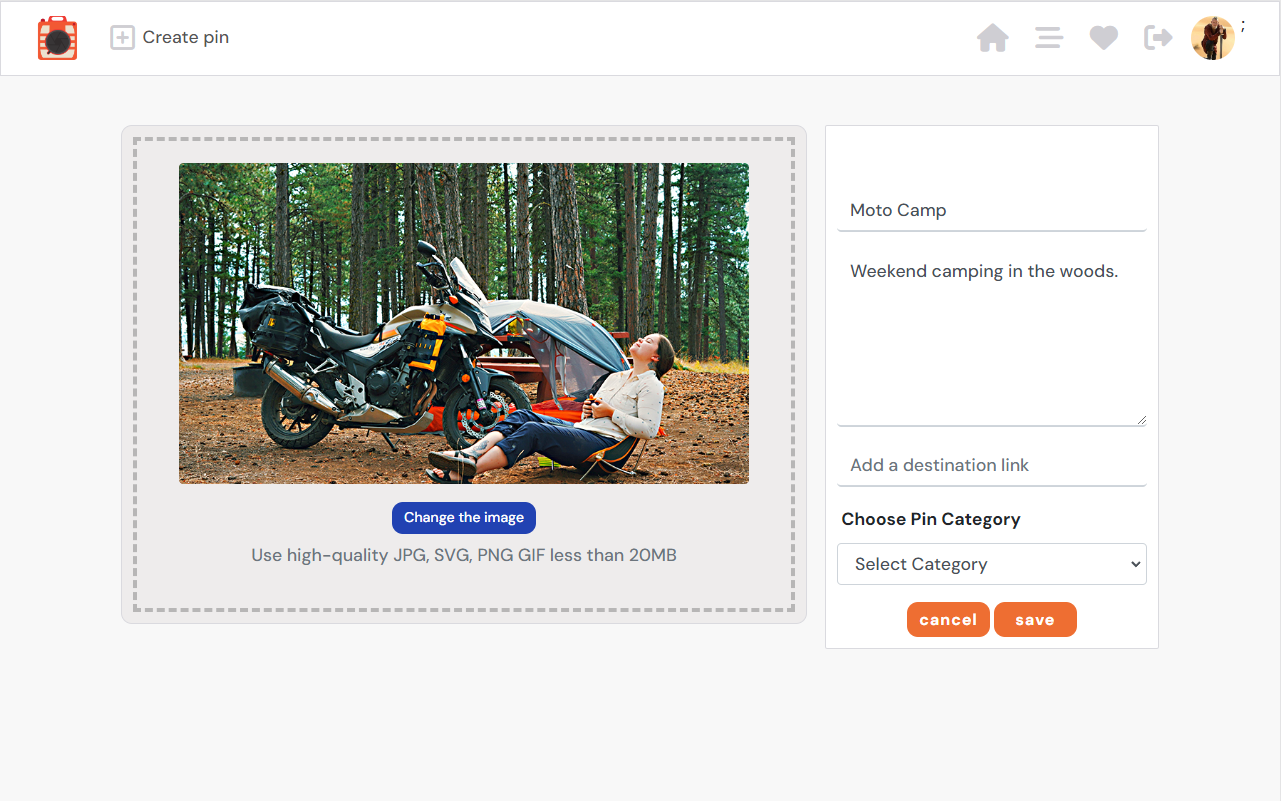 Create pin
;
Change the image
Use high-quality JPG, SVG, PNG GIF less than 20MB
Moto Camp
Weekend camping in the woods.
Add a destination link
Choose Pin Category
Select Category
cancel
save